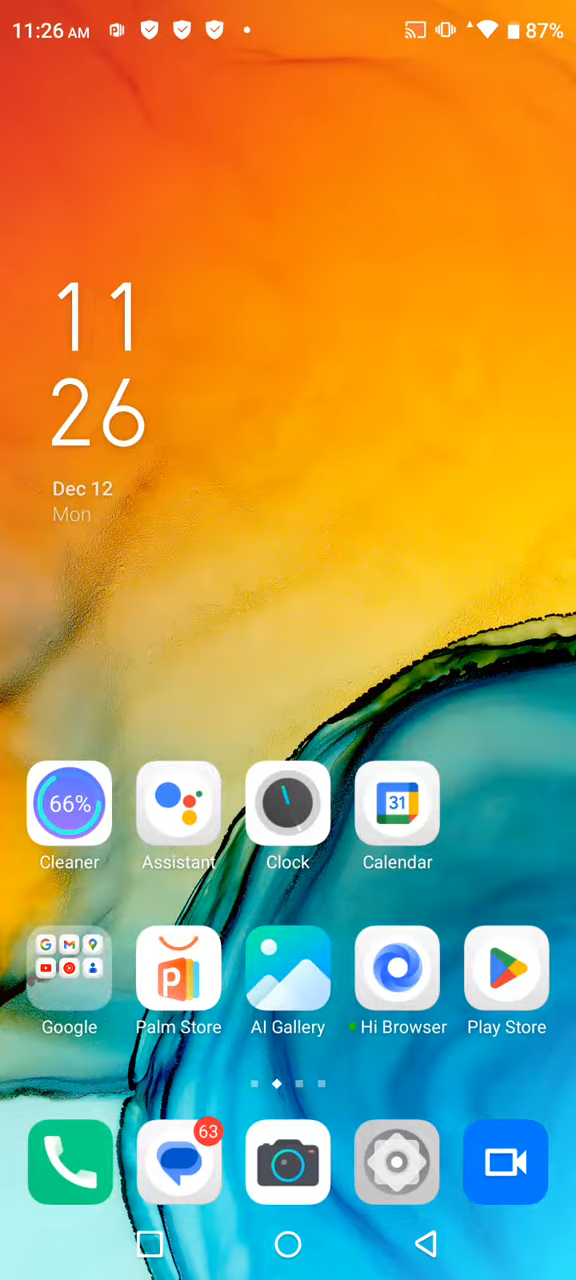 11:26 AM
87%
11
26
Dec 12
Mon
66%
31
Cleaner
Assistant
Clock
Calendar
Google
Palm Store
AI Gallery
Hi Browser
Play Store
63